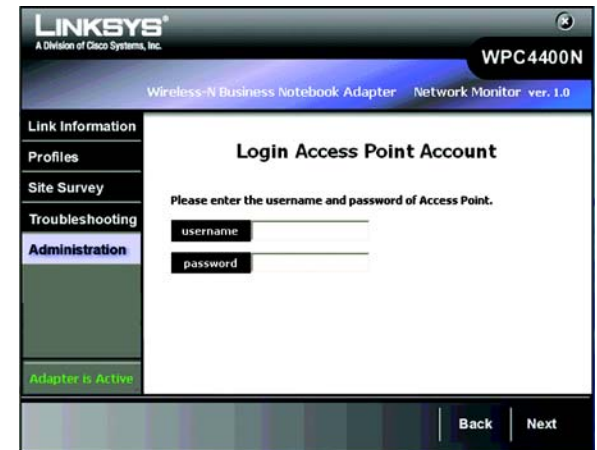 LINKSYS®
A Division of Cisco Systems, Inc.
WPC4400N
Wireless-N Business Notebook Adapter Network Monitor ver. 1.0
Link Information
Profiles
Site Survey
Troubleshooting
Administration
Adapter is Active
Login Access Point Account
Please enter the username and password of Access Point.
username
password
Back
Next